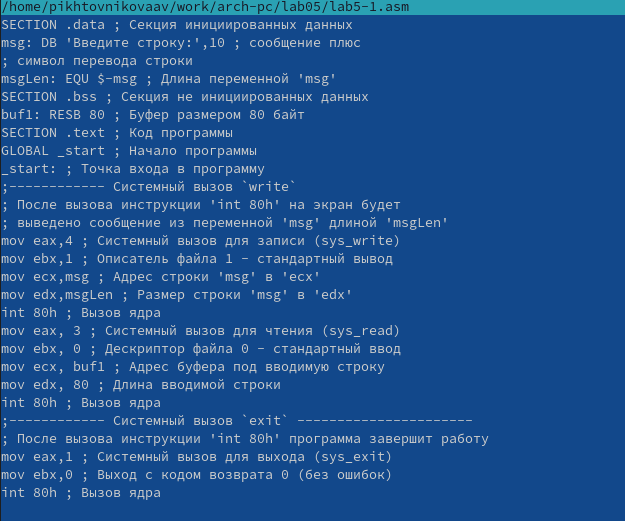 /home/pikhtovnikovaav/work/arch-pc/lab05/lab5-1.asm
SECTION .data ; Секция инициированных данных
msg: DB 'Введите строку:',10 ; сообщение плюс
; символ перевода строки
msgLen: EQU $-msg ; Длина переменной 'msg'
SECTION .bss ; Секция не инициированных данных
buf1: RESB 80 ; Буфер размером 80 байт
SECTION .text ; Код программы
GLOBAL _start ; Начало программы
_start: ; Точка входа в программу
;------------ Системный вызов `write`
; После вызова инструкции 'int 80h' на экран будет
; выведено сообщение из переменной 'msg' длиной 'msgLen'
mov eax,4 ; Системный вызов для записи (sys_write)
mov ebx,1 ; Описатель файла 1 - стандартный вывод
mov ecx,msg ; Адрес строки 'msg' в 'ecx'
mov edx,msgLen ; Размер строки 'msg' в 'edx'
int 80h ; Вызов ядра
mov eax, 3 ; Системный вызов для чтения (sys_read)
mov ebx, 0 ; Дескриптор файла 0 - стандартный ввод
mov ecx, buf1 ; Адрес буфера под вводимую строку
mov edx, 80 ; Длина вводимой строки
int 80h ; Вызов ядра
;------------ Системный вызов `exit` ----------------------
; После вызова инструкции 'int 80h' программа завершит работу
mov eax,1 ; Системный вызов для выхода (sys_exit)
mov ebx,0 ; Выход с кодом возврата 0 (без ошибок)
int 80h ; Вызов ядра